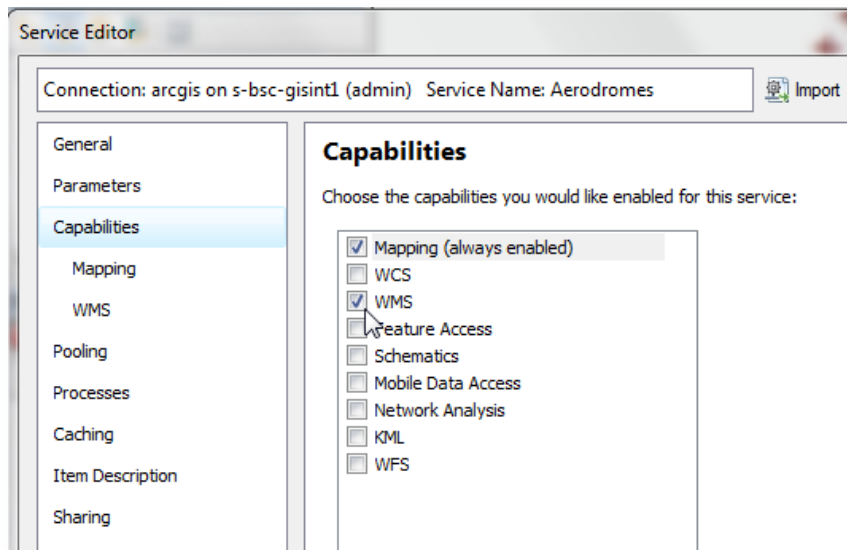 Service Editor
Connection: arcgis on s-bsc-gisint1 (admin) Service Name: Aerodromes
Import
General
Parameters
Capabilities
Mapping
WMS
Pooling
Processes
Caching
Item Description
Sharing
Capabilities
Choose the capabilities you would like enabled for this service:
Mapping (always enabled)
WCS
WMS
Feature Access
Schematics
Mobile Data Access
Network Analysis
KML
WFS